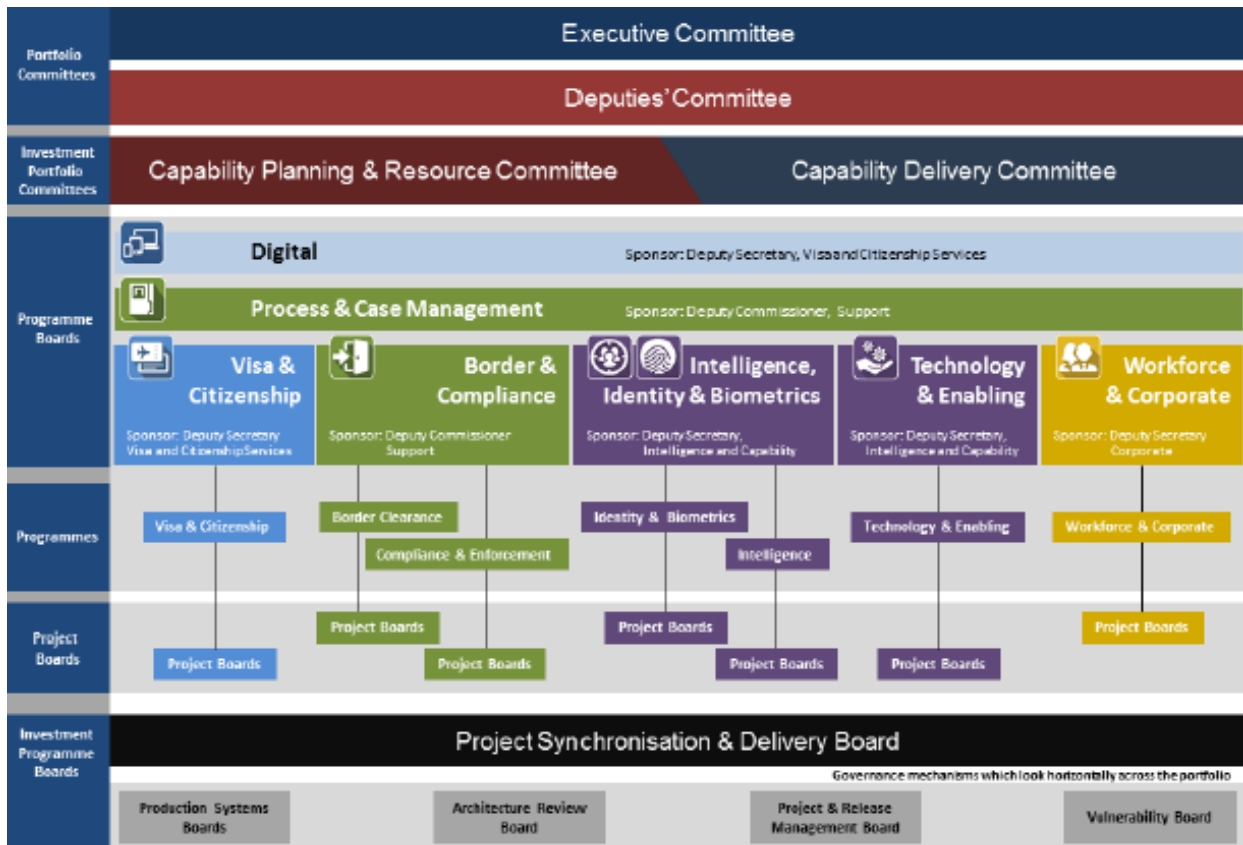 Portfolio
Committees
Executive Committee
Deputies' Committee
Investment
Portfolio
Committees
Capability Planning & Resource Committee
Capability Delivery Committee
Programme
Boards
Digital
Sponsor: Deputy Secretary, Visa and Citizenship Services
Process & Case Management
Sponsor: Deputy Commissioner, Support
Visa &
Citizenship
Sponsor: Deputy Secretary
Visa and Citizenship Services
Border &
Compliance
Sponsor: Deputy Commissioner
Support
Intelligence,
Identity & Biometrics
Sponsor: Deputy Secretary,
Intelligence and Capability
Technology
& Enabling
Sponsor: Deputy Secretary,
Intelligence and Capability
Workforce
& Corporate
Sponsor: Deputy Secretary
Corporate
Programmes
Visa & Citizenship
Border Clearance
Compliance & Enforcement
Identity & Biometrics
Intelligence
Technology & Enabling
Workforce & Corporate
Project
Boards
Project Boards
Project Boards
Project Boards
Project Boards
Project Boards
Project Boards
Project Boards
Investment
Programme
Boards
Project Synchronisation & Delivery Board
Governance mechanisms which look horizontally across the portfolio
Production Systems
Boards
Architecture Review
Board
Project & Release
Management Board
Vulnerability Board